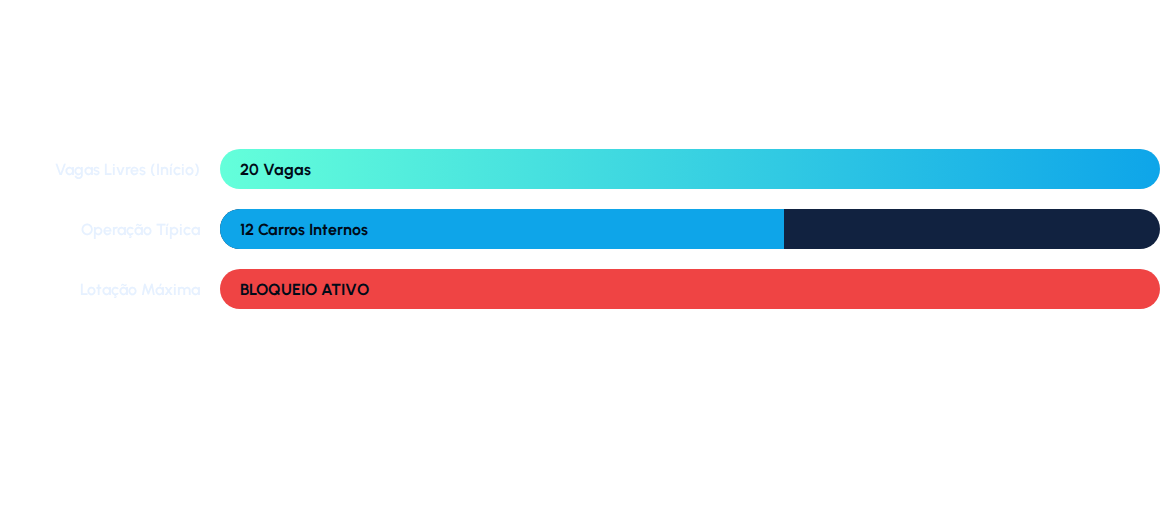 Vagas Livres (Início) 20 Vagas
Operação Típica 12 Carros Internos
Lotação Máxima BLOQUEIO ATIVO